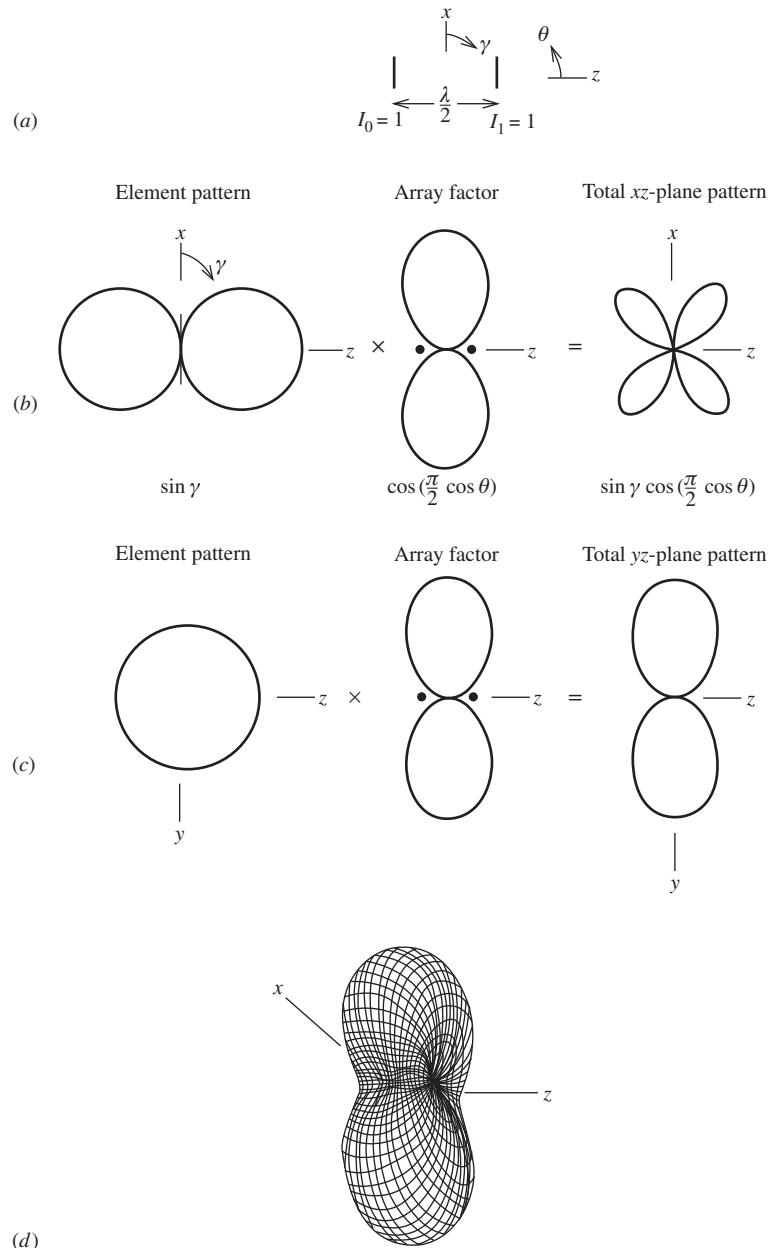 x
γ
θ
z
λ/2
(a)
I₀ = 1
I₁ = 1
Element pattern
Array factor
Total xz-plane pattern
x
γ
x
z
×
z
=
z
(b)
sin γ
cos (π/2 cos θ)
sin γ cos (π/2 cos θ)
Element pattern
Array factor
Total yz-plane pattern
z
×
z
=
z
(c)
y
y
x
z
(d)